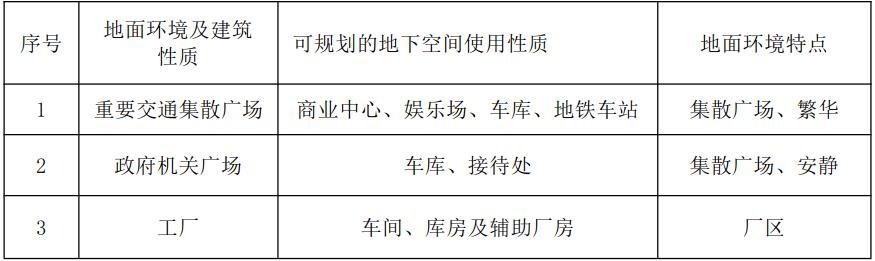 序号 地面环境及建筑性质 可规划的地下空间使用性质 地面环境特点
1 重要交通集散广场 商业中心、娱乐场、车库、地铁车站 集散广场、繁华
2 政府机关广场 车库、接待处 集散广场、安静
3 工厂 车间、库房及辅助厂房 厂区